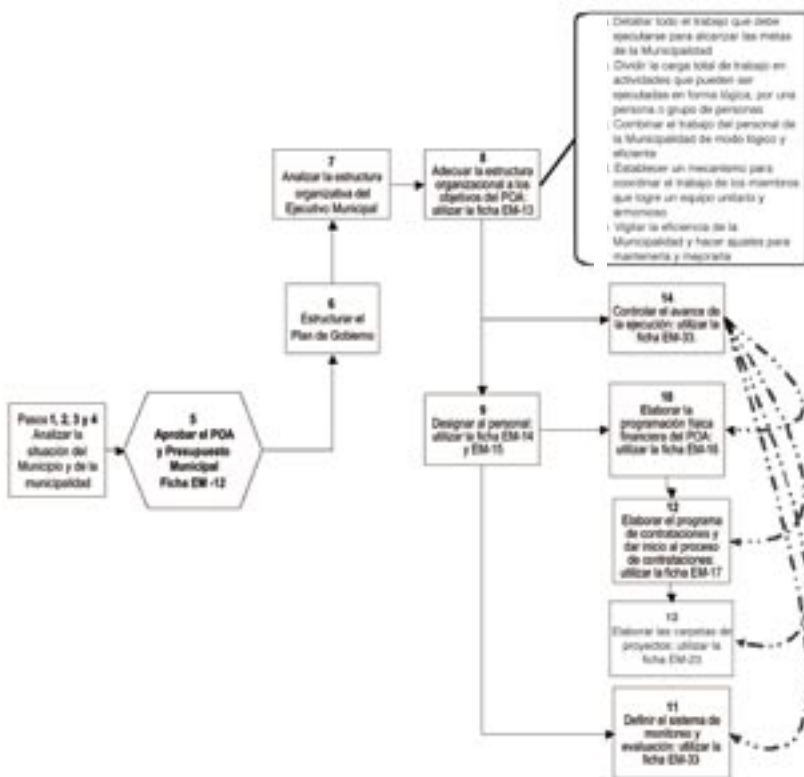 Detallar todo el trabajo que debe
ejecutarse para alcanzar las metas
de la Municipalidad
Dividir la carga total de trabajo en
actividades que pueden ser
ejecutadas en forma lógica, por una
persona o grupo de personas
Combinar el trabajo del personal de
la Municipalidad de modo lógico y
eficiente
Establecer un mecanismo para
coordinar el trabajo de los miembros
que logre un equipo unitario y
armonioso
Vigilar la eficiencia de la
Municipalidad y hacer ajustes para
mantenerla y mejorarla
7
Analizar la estructura
organizativa del
Ejecutivo Municipal
8
Adecuar la estructura
organizacional a los
objetivos del POA:
utilizar la ficha EM-13
6
Estructurar el
Plan de Gobierno
14
Controlar el avance de
la ejecución: utilizar la
ficha EM-33.
Pasos 1, 2, 3 y 4
Analizar la
situación del
Municipio y de la
municipalidad
5
Aprobar el POA
y Presupuesto
Municipal
Ficha EM -12
9
Designar al personal:
utilizar la ficha EM-14
y EM-15
10
Elaborar la
programación física
financiera del POA:
utilizar la ficha EM-16
12
Elaborar el programa
de contrataciones y
dar inicio al proceso
de contrataciones:
utilizar la ficha EM-17
13
Elaborar las carpetas de
proyectos: utilizar la
ficha EM-23
11
Definir el sistema de
monitoreo y
evaluación: utilizar la
ficha EM-33